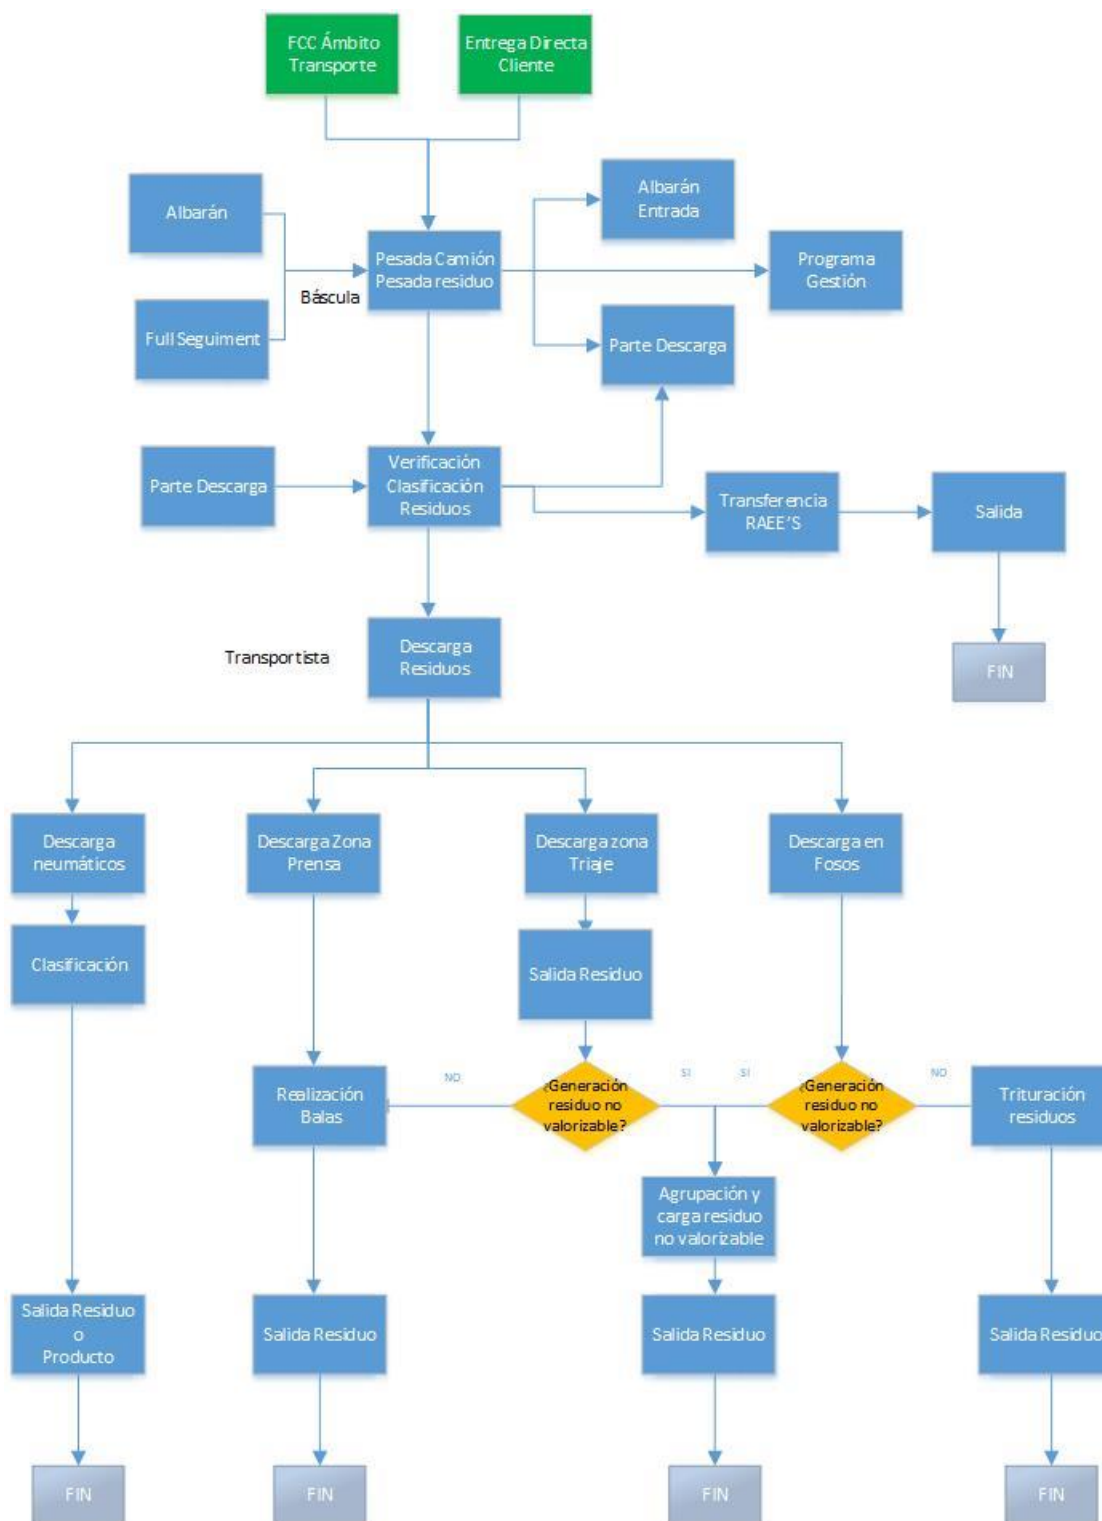 FCC Ámbito
Transporte
Entrega Directa
Cliente
Albarán
Albarán
Entrada
Pesada Camión
Pesada residuo
Programa
Gestión
Báscula
Full Seguiment
Parte Descarga
Parte Descarga
Verificación
Clasificación
Residuos
Transferencia
RAEE'S
Salida
Transportista
Descarga
Residuos
FIN
Descarga
neumáticos
Descarga Zona
Prensa
Descarga zona
Triaje
Descarga en
Fosos
Clasificación
Salida Residuo
Realización
Balas
NO
¿Generación
residuo no
valorizable?
SI
SI
¿Generación
residuo no
valorizable?
NO
Trituración
residuos
Agrupación y
carga residuo
no valorizable
Salida Residuo
o
Producto
Salida Residuo
Salida Residuo
Salida Residuo
FIN
FIN
FIN
FIN